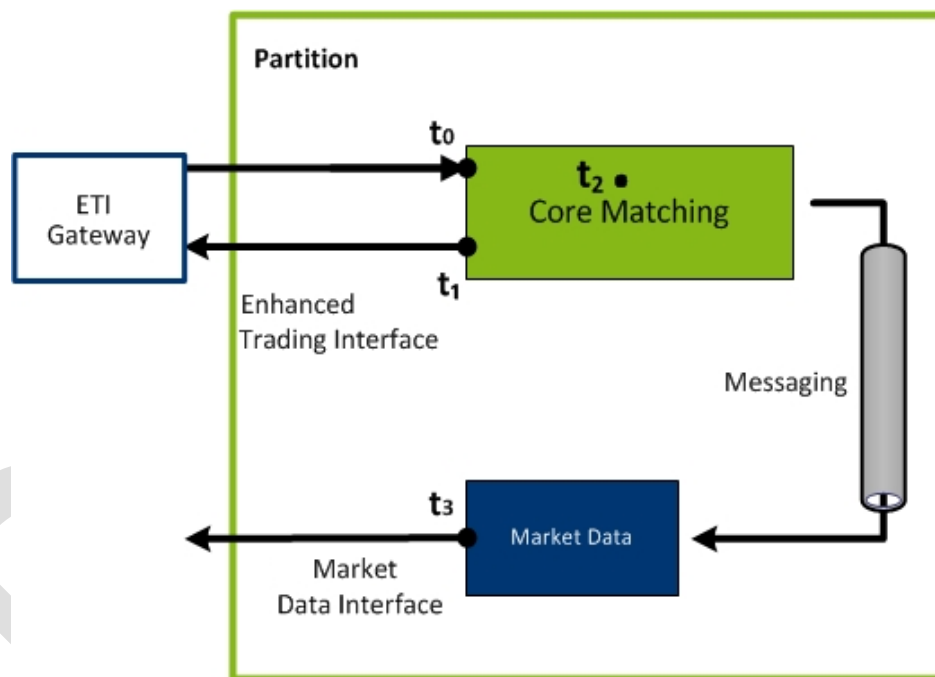 Partition
t0
ETI
Gateway
t2
Core Matching
t1
Enhanced
Trading Interface
Messaging
t3
Market Data
Market
Data Interface